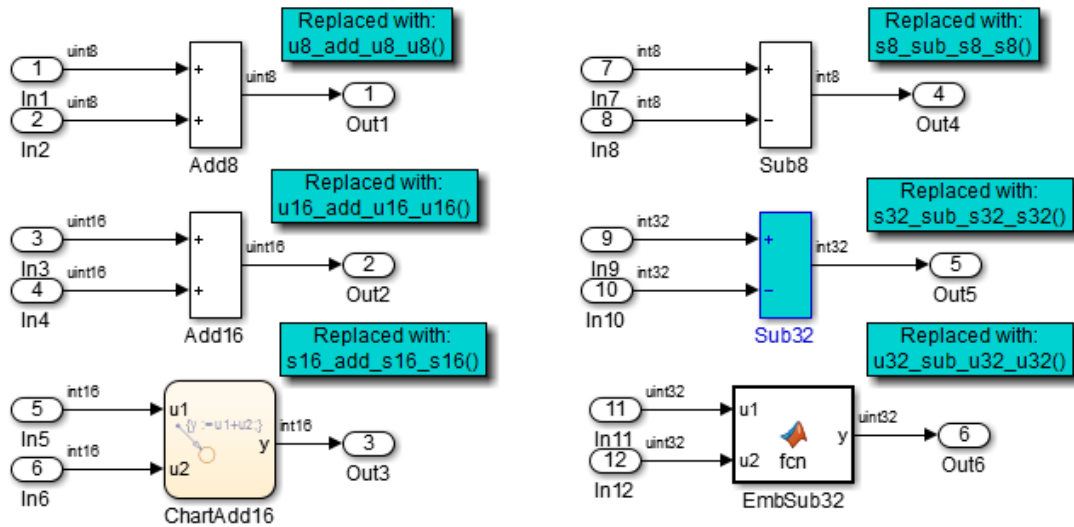 Replaced with:
u8_add_u8_u8()
uint8
1
In1
uint8
2
In2
+
+
Add8
uint8
1
Out1
Replaced with:
u16_add_u16_u16()
uint16
3
In3
uint16
4
In4
+
+
Add16
uint16
2
Out2
Replaced with:
s16_add_s16_s16()
int16
5
In5
int16
6
In6
u1
{y :=u1+u2;}
y
u2
ChartAdd16
int16
3
Out3
Replaced with:
s8_sub_s8_s8()
int8
7
In7
int8
8
In8
+
−
Sub8
int8
4
Out4
Replaced with:
s32_sub_s32_s32()
int32
9
In9
int32
10
In10
+
−
Sub32
int32
5
Out5
Replaced with:
u32_sub_u32_u32()
uint32
11
In11
uint32
12
In12
u1
y
u2
fcn
EmbSub32
uint32
6
Out6